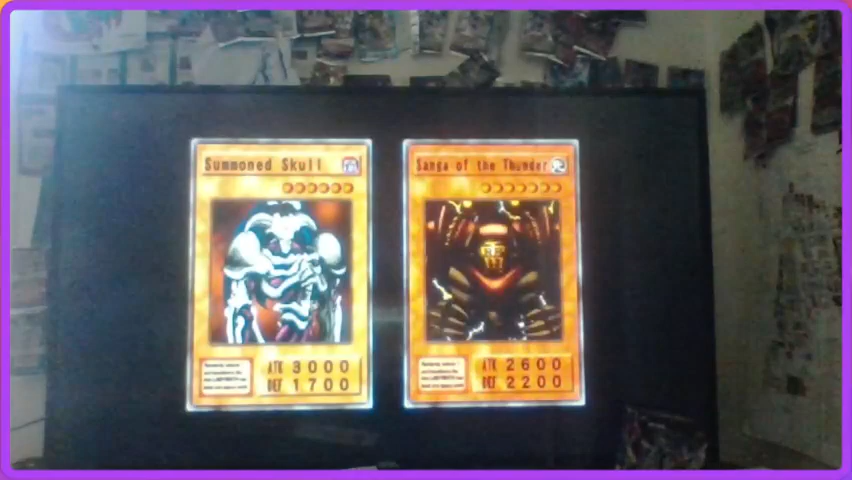 Summoned Skull
ATK 3000
DEF 1700
Sanga of the Thunder
ATK 2600
DEF 2200